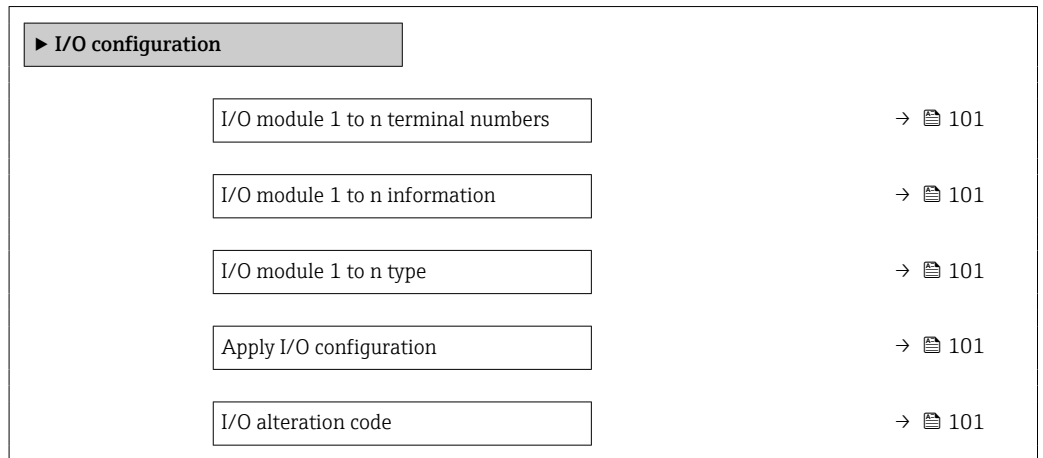 ▶ I/O configuration
I/O module 1 to n terminal numbers → 101
I/O module 1 to n information → 101
I/O module 1 to n type → 101
Apply I/O configuration → 101
I/O alteration code → 101